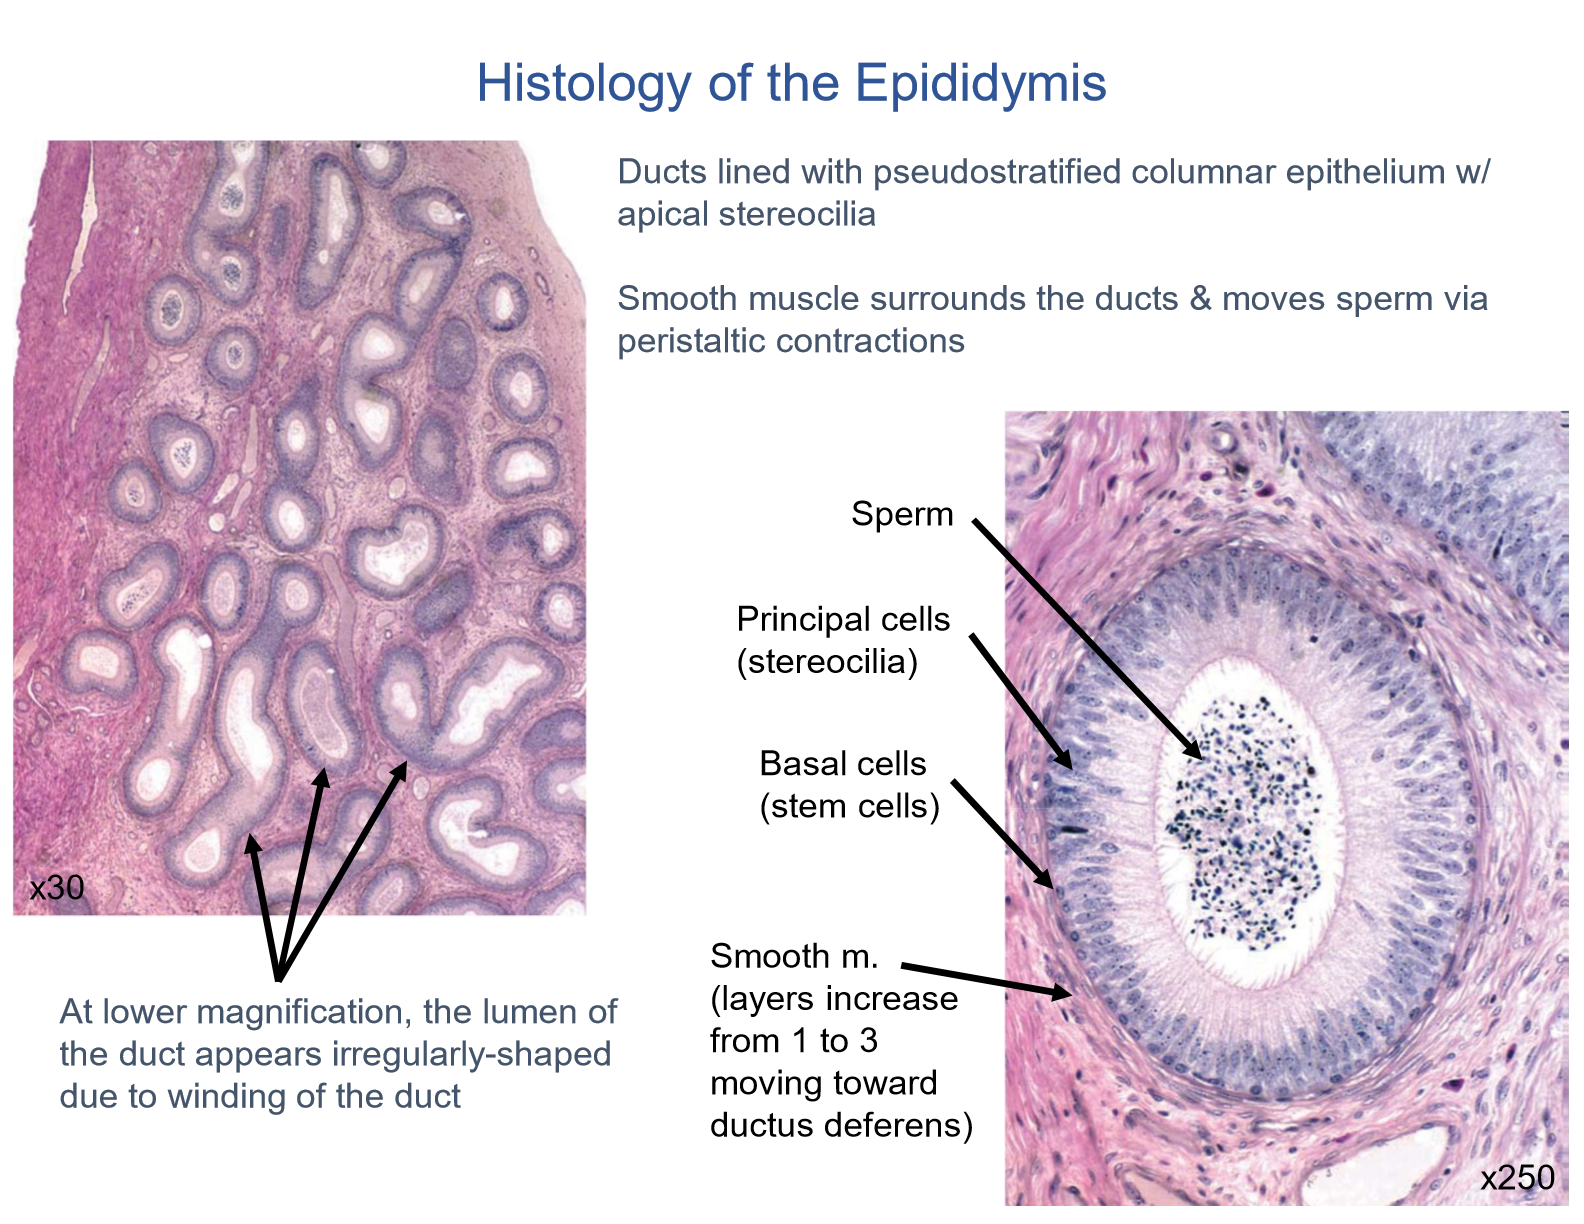 Histology of the Epididymis
Ducts lined with pseudostratified columnar epithelium w/
apical stereocilia
Smooth muscle surrounds the ducts & moves sperm via
peristaltic contractions
Sperm
Principal cells
(stereocilia)
Basal cells
(stem cells)
Smooth m.
(layers increase
from 1 to 3
moving toward
ductus deferens)
x30
At lower magnification, the lumen of
the duct appears irregularly-shaped
due to winding of the duct
x250